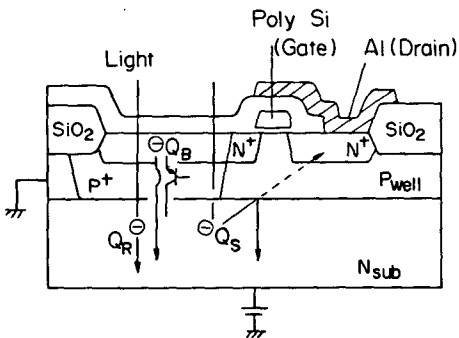 Poly Si
(Gate)
Al (Drain)
Light
SiO2
SiO2
QB
N+
N+
P+
Pwell
QR
QS
Nsub